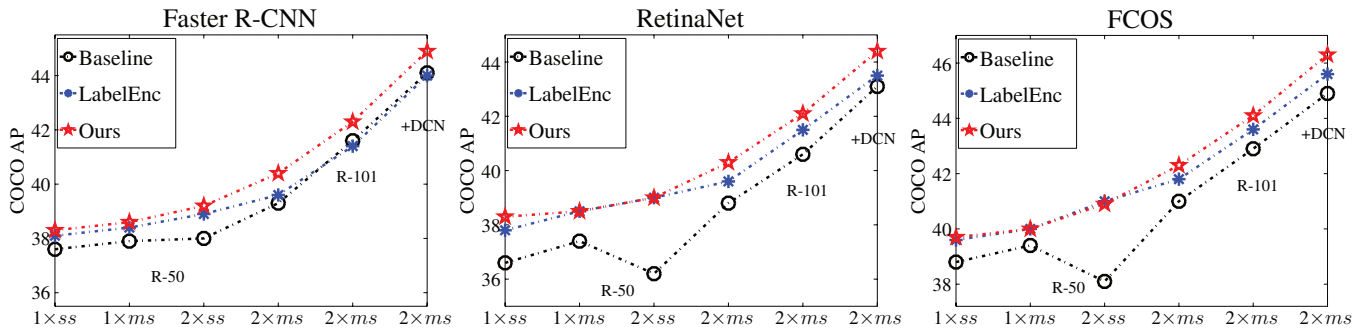 Faster R-CNN
COCO AP
44
42
40
38
36
Baseline
LabelEnc
Ours
+DCN
R-101
R-50
1×ss 1×ms 2×ss 2×ms 2×ms 2×ms
RetinaNet
COCO AP
44
42
40
38
36
Baseline
LabelEnc
Ours
+DCN
R-101
R-50
1×ss 1×ms 2×ss 2×ms 2×ms 2×ms
FCOS
COCO AP
46
44
42
40
38
Baseline
LabelEnc
Ours
+DCN
R-101
R-50
1×ss 1×ms 2×ss 2×ms 2×ms 2×ms